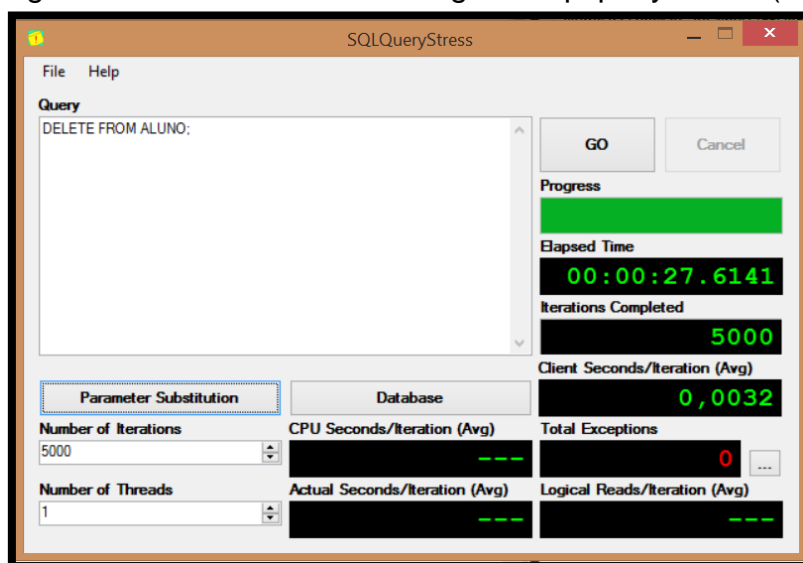 SQLQueryStress
File Help
Query
DELETE FROM ALUNO;
GO
Cancel
Progress
Elapsed Time
00:00:27.6141
Iterations Completed
5000
Client Seconds/Iteration (Avg)
0,0032
Parameter Substitution
Database
Number of Iterations
CPU Seconds/Iteration (Avg)
Total Exceptions
5000
---
0
...
Number of Threads
Actual Seconds/Iteration (Avg)
Logical Reads/Iteration (Avg)
1
---
---